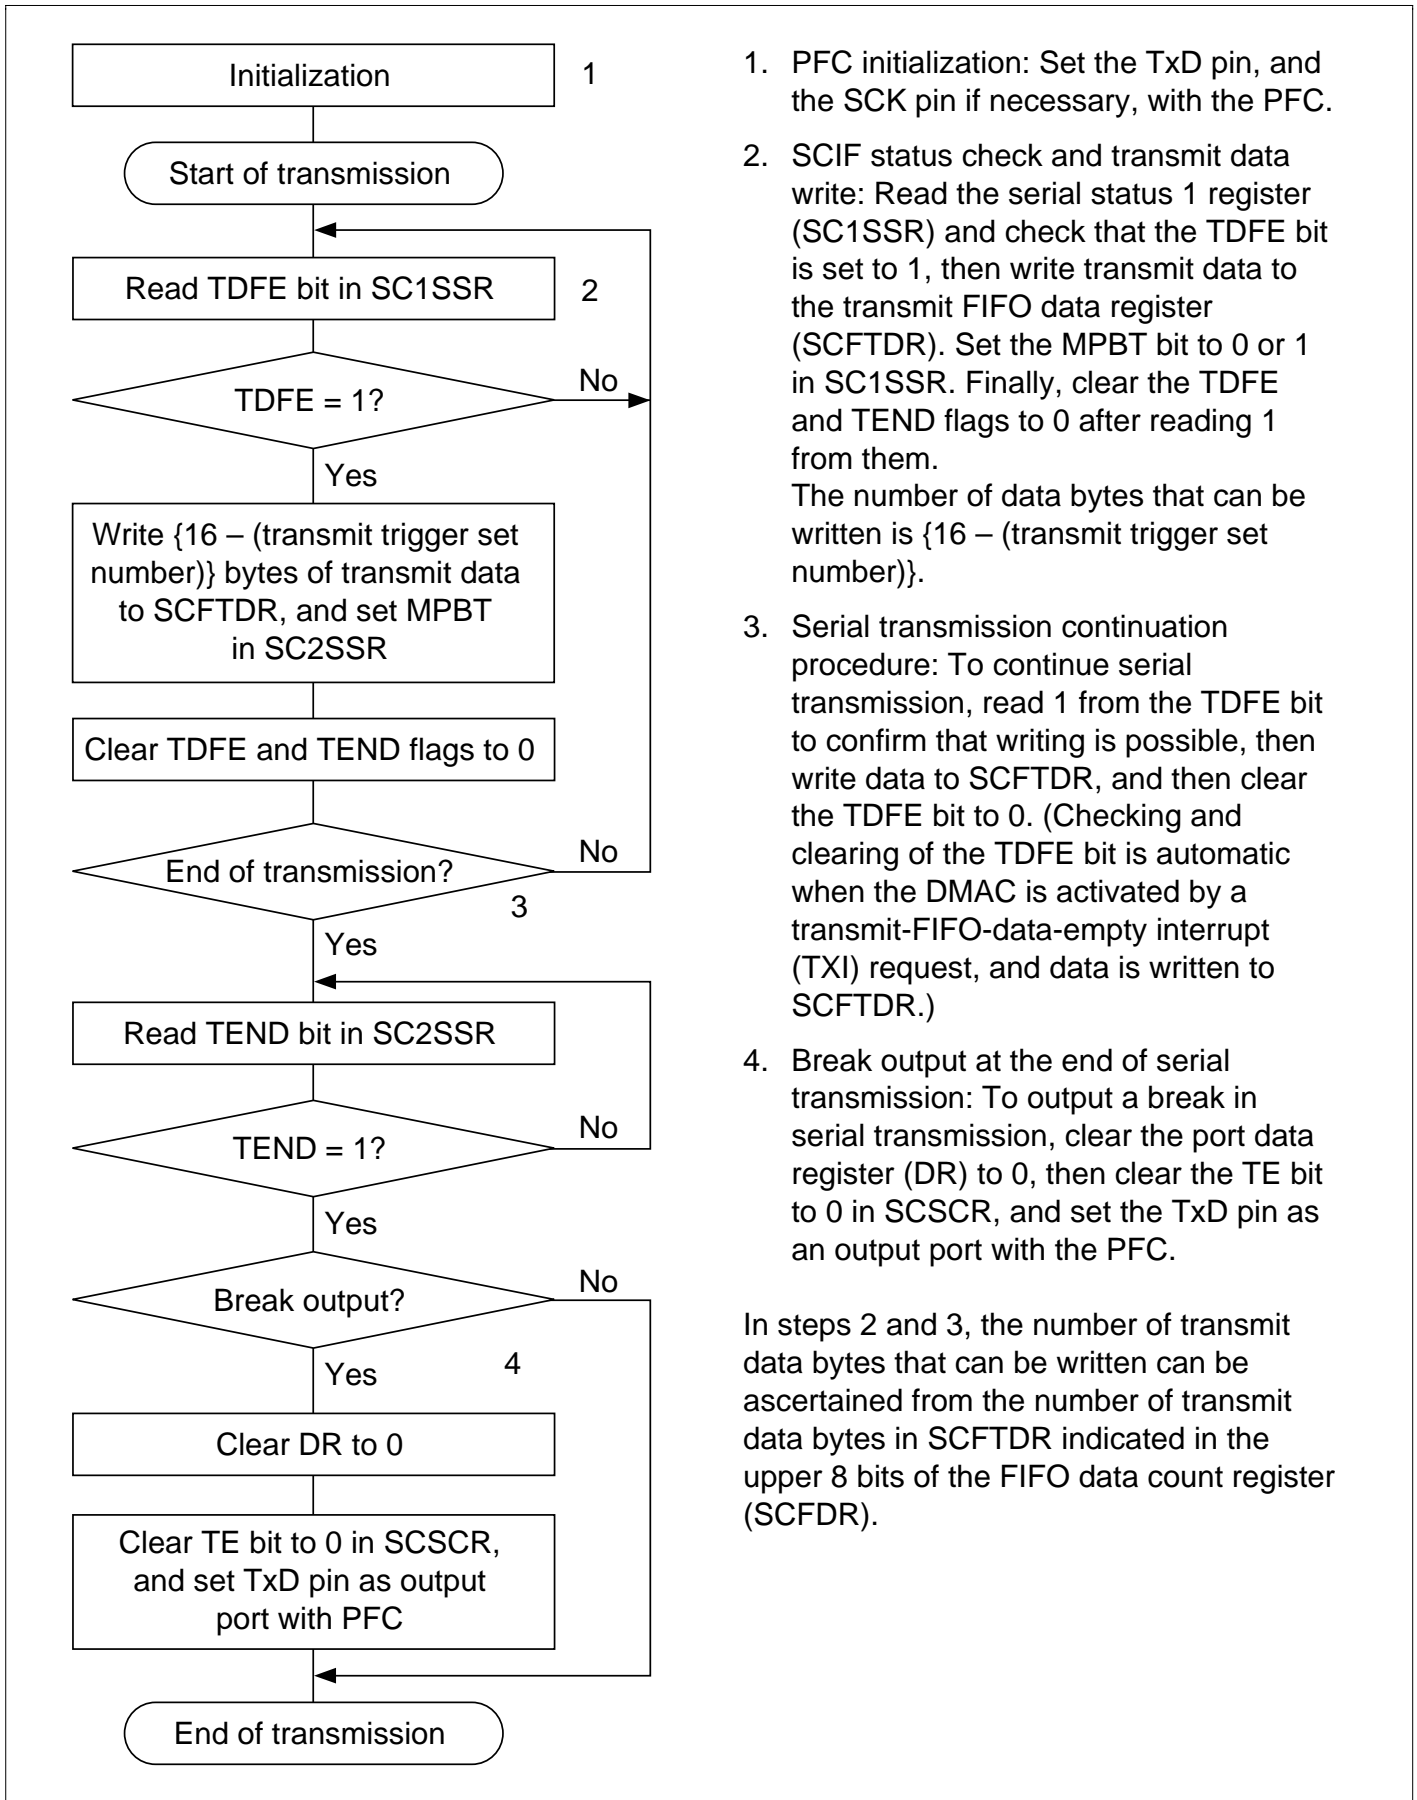 Initialization
1
Start of transmission
Read TDFE bit in SC1SSR
2
TDFE = 1?
No
Yes
Write {16 – (transmit trigger set
number)} bytes of transmit data
to SCFTDR, and set MPBT
in SC2SSR
Clear TDFE and TEND flags to 0
End of transmission?
No
3
Yes
Read TEND bit in SC2SSR
TEND = 1?
No
Yes
Break output?
No
4
Yes
Clear DR to 0
Clear TE bit to 0 in SCSCR,
and set TxD pin as output
port with PFC
End of transmission
1. PFC initialization: Set the TxD pin, and
the SCK pin if necessary, with the PFC.
2. SCIF status check and transmit data
write: Read the serial status 1 register
(SC1SSR) and check that the TDFE bit
is set to 1, then write transmit data to
the transmit FIFO data register
(SCFTDR). Set the MPBT bit to 0 or 1
in SC1SSR. Finally, clear the TDFE
and TEND flags to 0 after reading 1
from them.
The number of data bytes that can be
written is {16 – (transmit trigger set
number)}.
3. Serial transmission continuation
procedure: To continue serial
transmission, read 1 from the TDFE bit
to confirm that writing is possible, then
write data to SCFTDR, and then clear
the TDFE bit to 0. (Checking and
clearing of the TDFE bit is automatic
when the DMAC is activated by a
transmit-FIFO-data-empty interrupt
(TXI) request, and data is written to
SCFTDR.)
4. Break output at the end of serial
transmission: To output a break in
serial transmission, clear the port data
register (DR) to 0, then clear the TE bit
to 0 in SCSCR, and set the TxD pin as
an output port with the PFC.
In steps 2 and 3, the number of transmit
data bytes that can be written can be
ascertained from the number of transmit
data bytes in SCFTDR indicated in the
upper 8 bits of the FIFO data count register
(SCFDR).